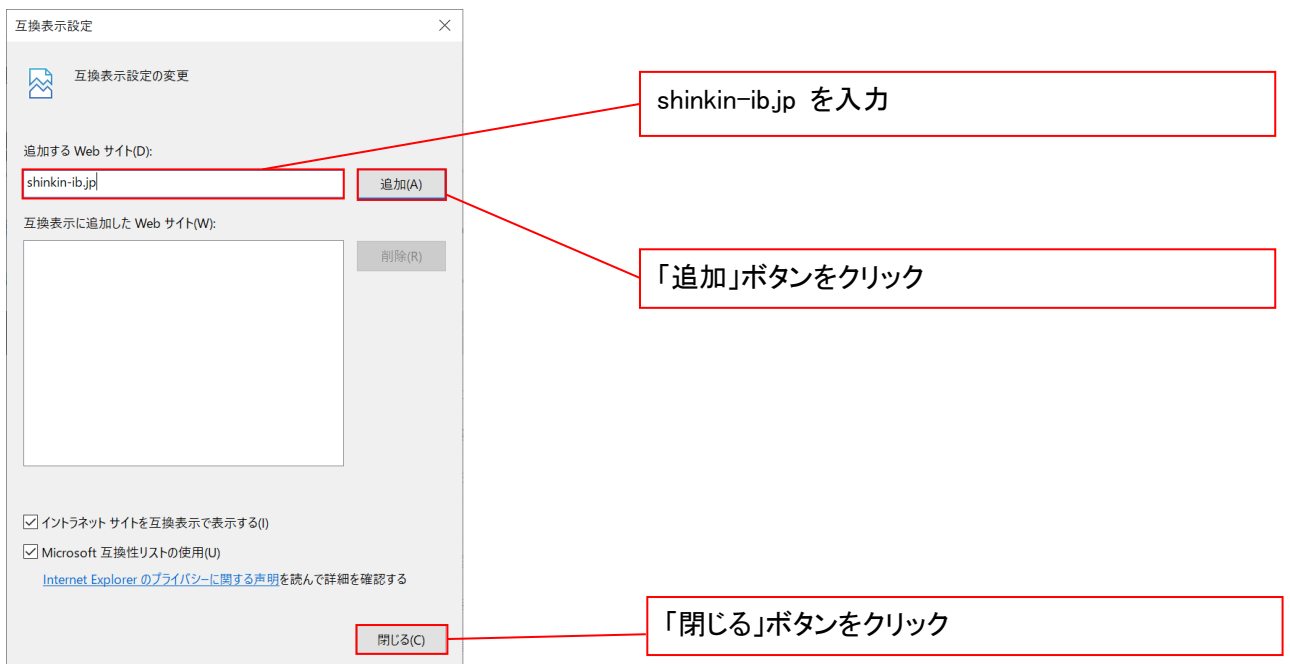 互換表示設定
互換表示設定の変更
shinkin-ib.jp を入力
追加する Web サイト(D):
shinkin-ib.jp
追加(A)
互換表示に追加した Web サイト(W):
削除(R)
「追加」ボタンをクリック
イントラネット サイトを互換表示で表示する(I)
Microsoft 互換性リストの使用(U)
Internet Explorer のプライバシーに関する声明を読んで詳細を確認する
閉じる(C)
「閉じる」ボタンをクリック